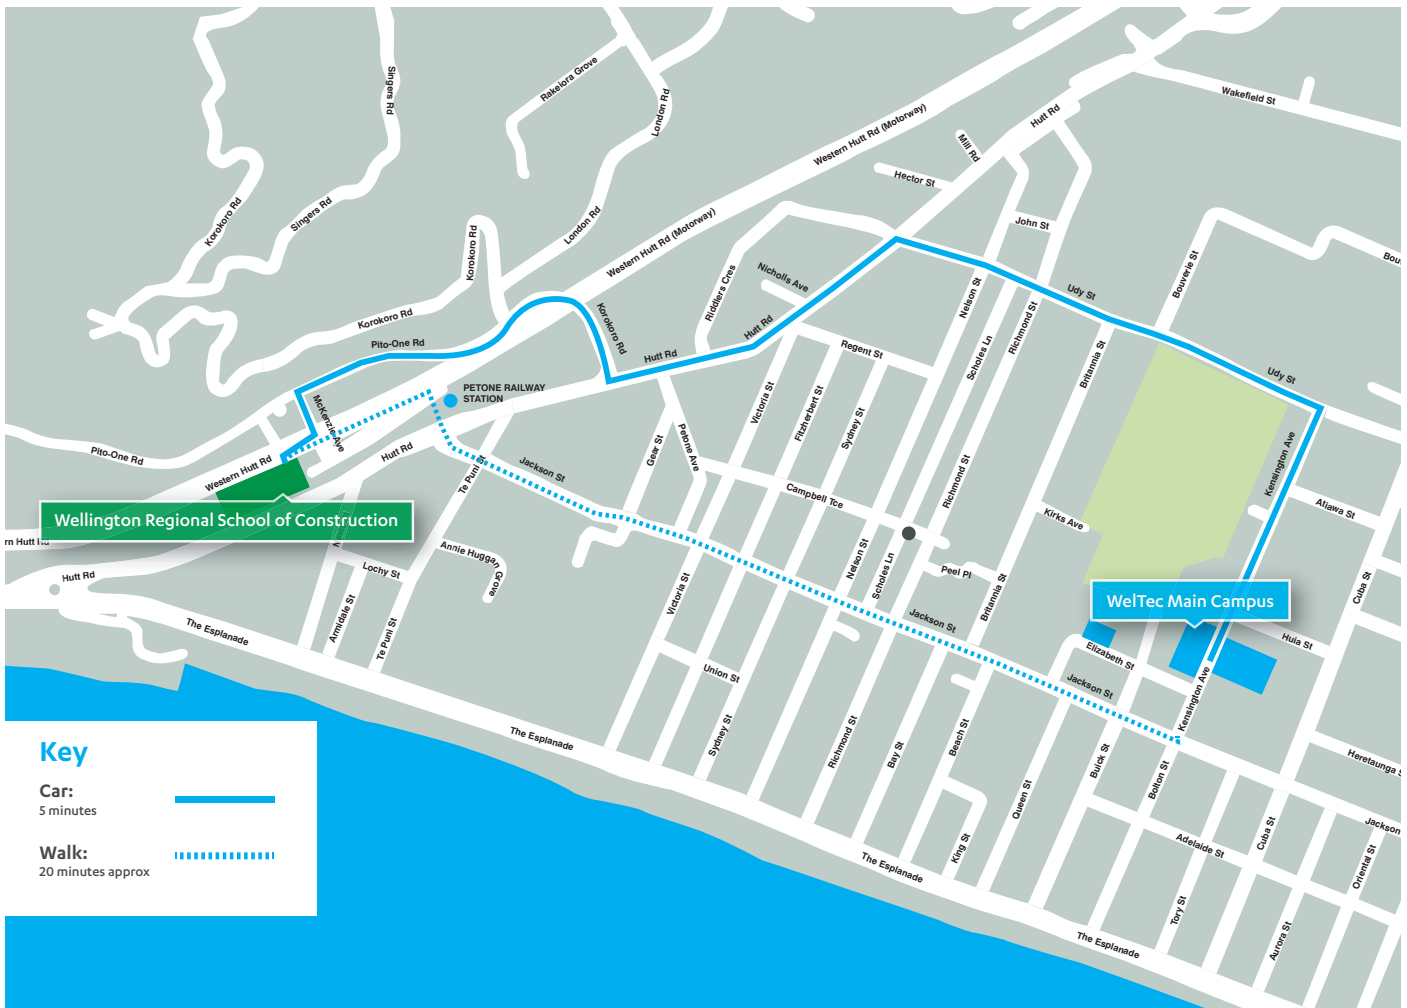 Singers Rd
Rakeiora Grove
London Rd
Western Hutt Rd (Motorway)
Hutt Rd
Wakefield St
Mill Rd
Hector St
Korokoro Rd
Singers Rd
London Rd
Korokoro Rd
Western Hutt Rd (Motorway)
John St
Bouverie St
Riddlers Cres
Nicholls Ave
Nelson St
Udy St
Korokoro Rd
Pito-One Rd
Korokoro Rd
Hutt Rd
Hutt Rd
Regent St
Scholes Ln
Richmond St
Britannia St
Udy St
PETONE RAILWAY
STATION
McKenzie Ave
Victoria St
Fitzherbert St
Sydney St
Pito-One Rd
Western Hutt Rd
Hutt Rd
Te Puni St
Jackson St
Gear St
Petone Ave
Campbell Tce
Richmond St
Kensington Ave
Kirks Ave
Atiawa St
Wellington Regional School of Construction
rn Hutt Rd
Hutt Rd
Lochy St
Annie Huggan
Grove
Nelson St
Scholes Ln
Peel Pl
Britannia St
Cuba St
WelTec Main Campus
The Esplanade
Armidale St
Te Puni St
Victoria St
Jackson St
Huia St
Elizabeth St
Union St
Jackson St
Kensington Ave
Sydney St
The Esplanade
Richmond St
Bay St
Beach St
Queen St
Buick St
Bolton St
Heretaunga S
Key
Car:
5 minutes
Walk:
20 minutes approx
King St
Adelaide St
Cuba St
Jackson
Oriental St
The Esplanade
Tory St
Aurora St
The Esplanade